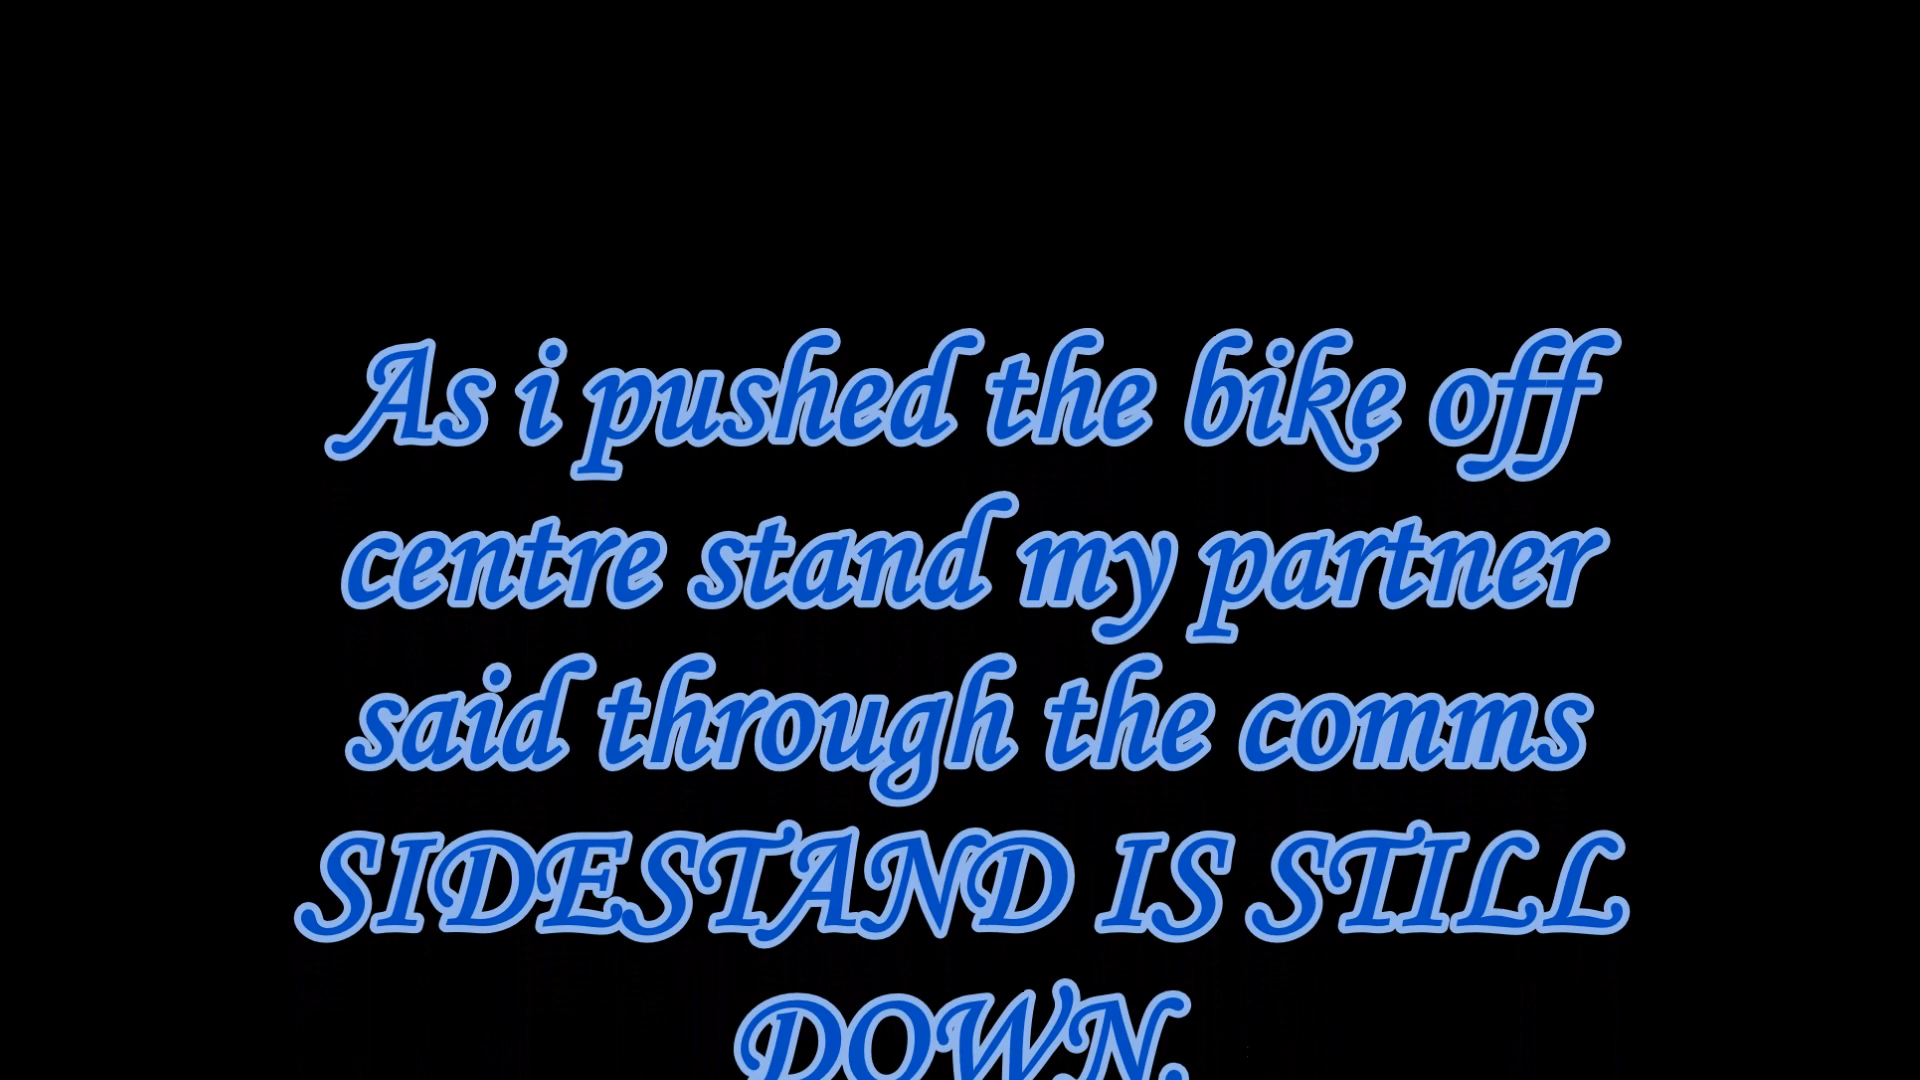 As i pushed the bike off
centre stand my partner
said through the comms
SIDESTAND IS STILL
DOWN.